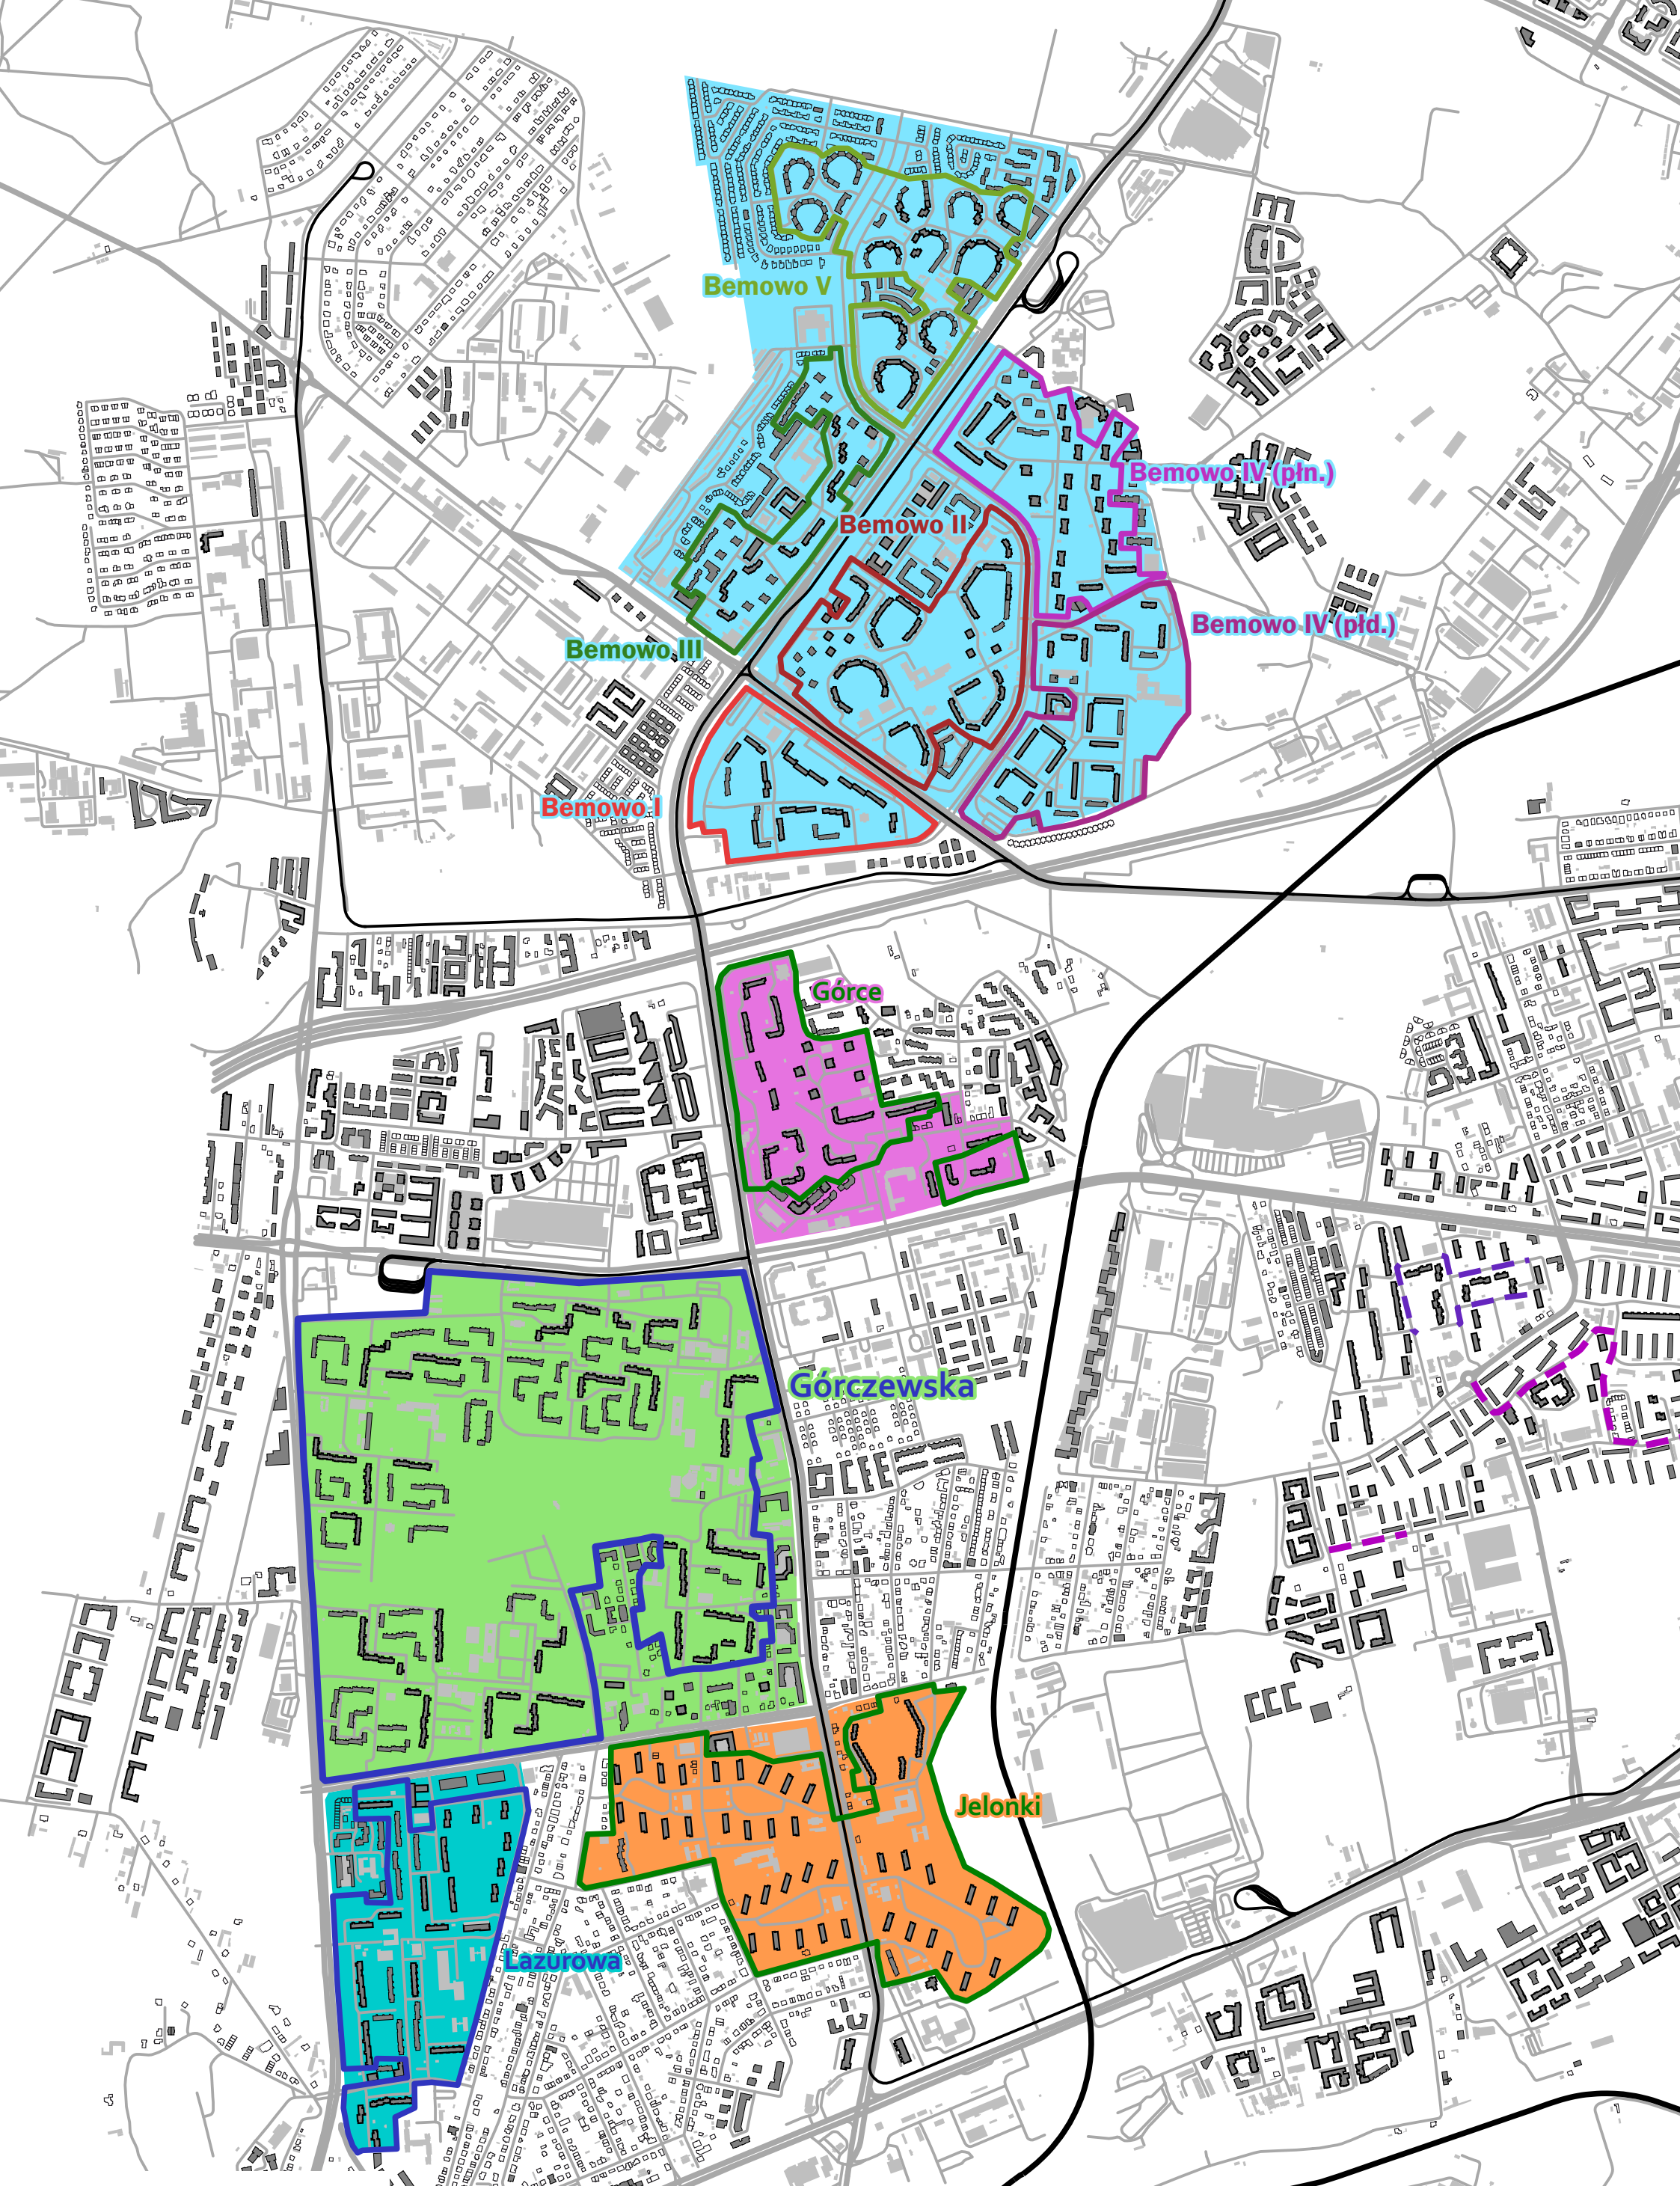 Bemowo V
Bemowo IV (płn.)
Bemowo II
Bemowo IV (płd.)
Bemowo III
Bemowo I
Górce
Górczewska
Jelonki
Lazurowa